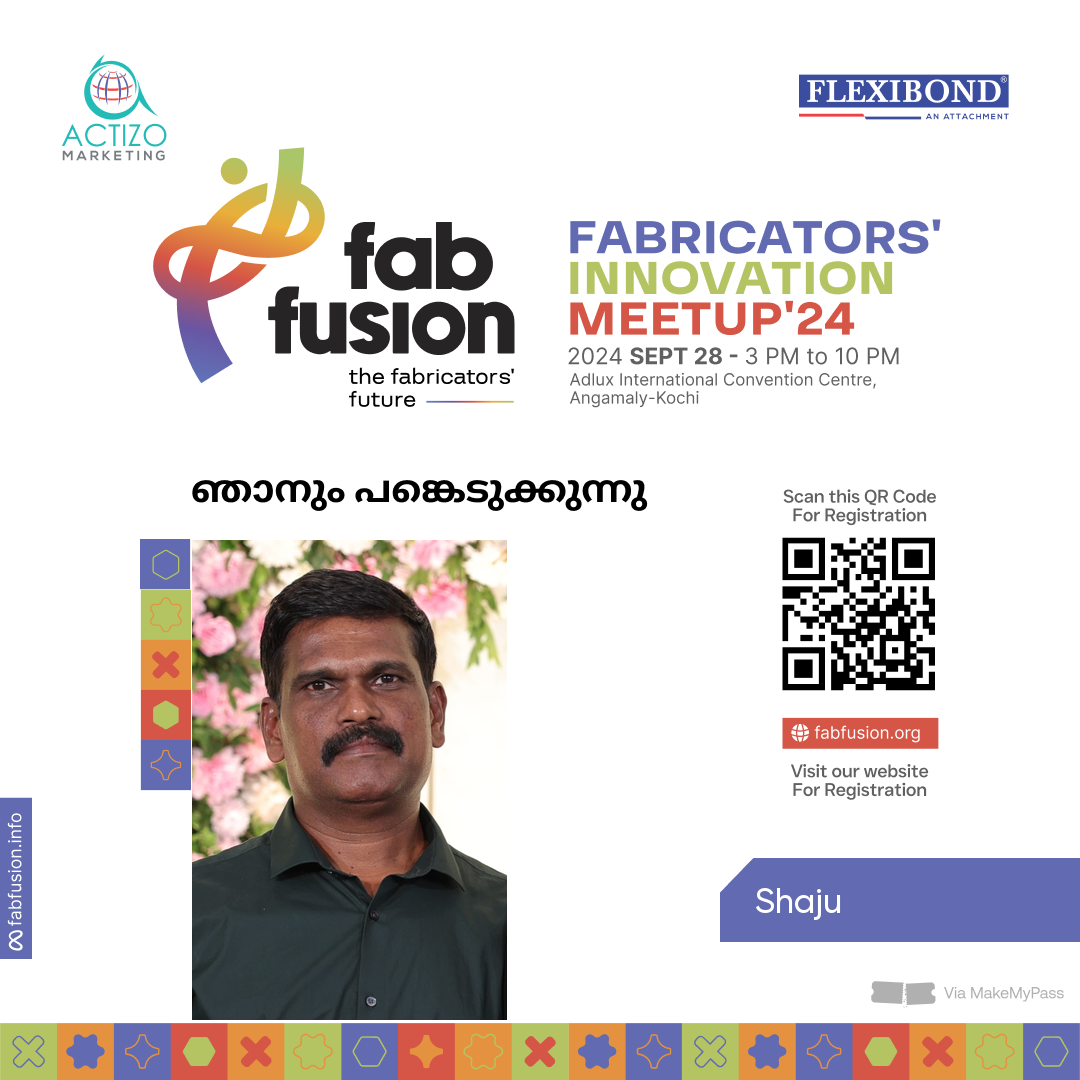 ACTIZO
MARKETING
FLEXIBOND®
AN ATTACHMENT
fab
fusion
the fabricators'
future
FABRICATORS'
INNOVATION
MEETUP'24
2024 SEPT 28 - 3 PM to 10 PM
Adlux International Convention Centre,
Angamaly-Kochi
ഞാനും പങ്കെടുക്കുന്നു
Scan this QR Code
For Registration
fabfusion.org
Visit our website
For Registration
fabfusion.info
Shaju
Via MakeMyPass